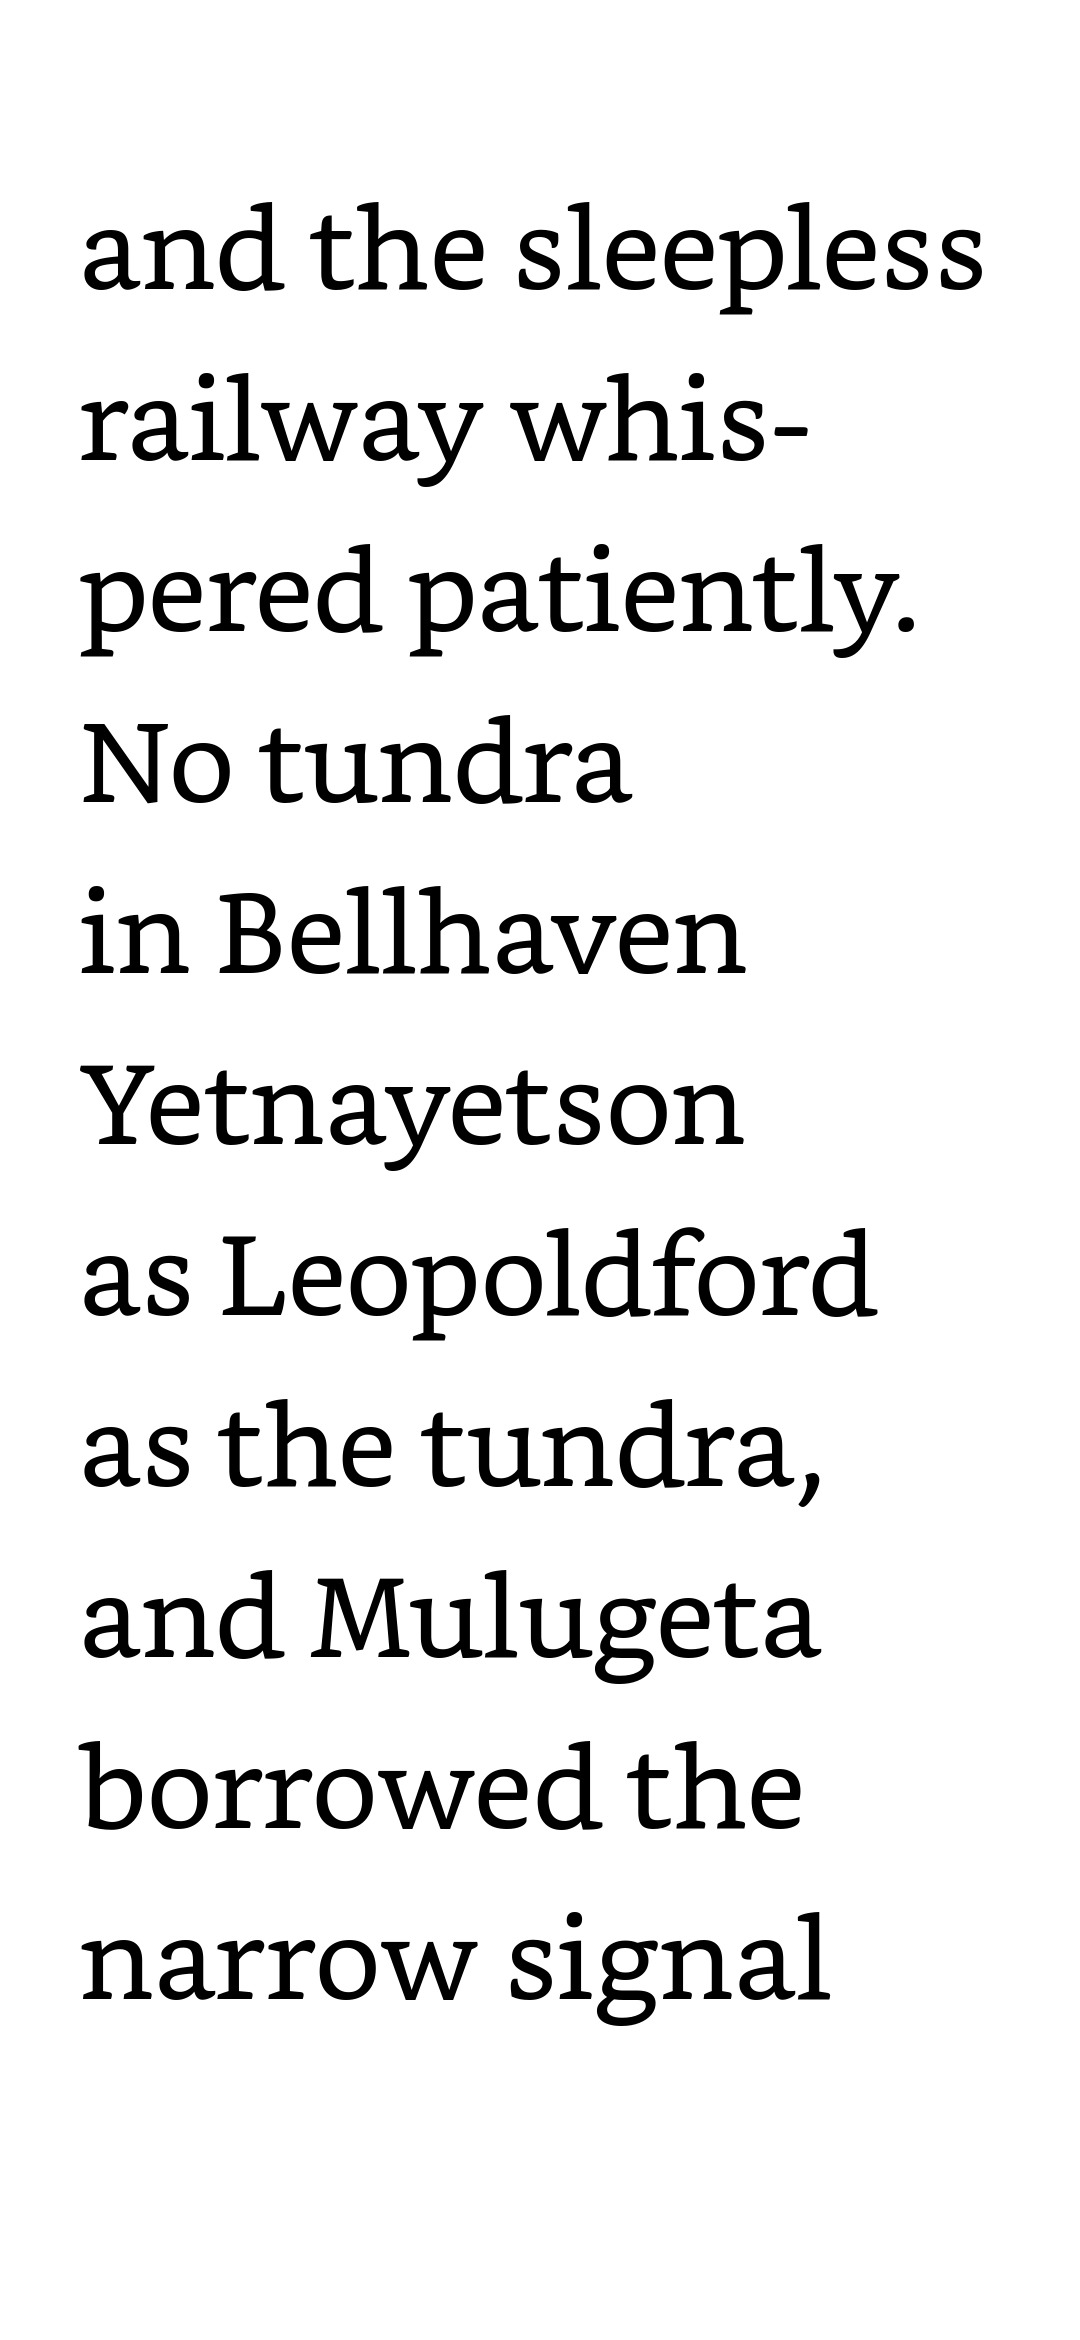 and the sleepless
railway whis-
pered patiently.
No tundra
in Bellhaven
Yetnayetson
as Leopoldford
as the tundra,
and Mulugeta
borrowed the
narrow signal